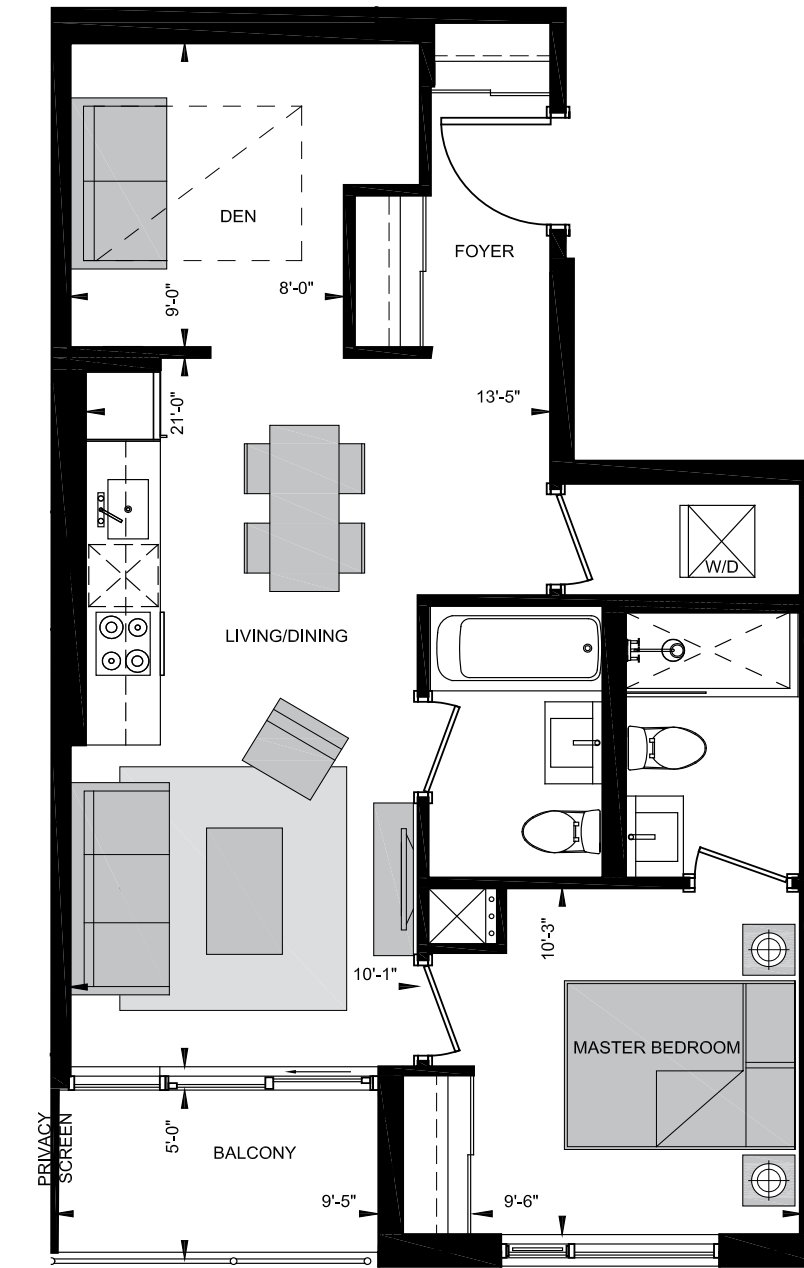 DEN
FOYER
9'-0"
8'-0"
21'-0"
13'-5"
W/D
LIVING/DINING
10'-3"
10'-1"
MASTER BEDROOM
PRIVACY
SCREEN
5'-0"
BALCONY
9'-5"
9'-6"